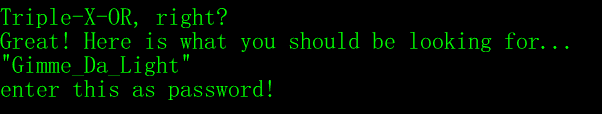 Triple-X-OR, right?
Great! Here is what you should be looking for...
"Gimme_Da_Light"
enter this as password!